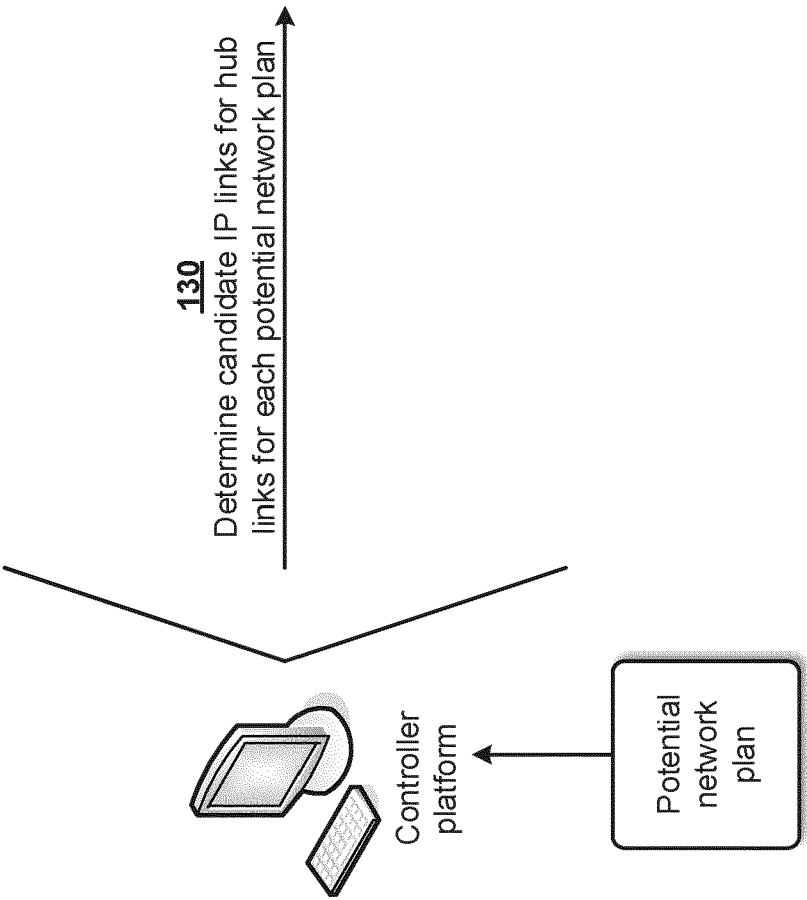 130
Determine candidate IP links for hub
links for each potential network plan
Controller
platform
Potential
network
plan